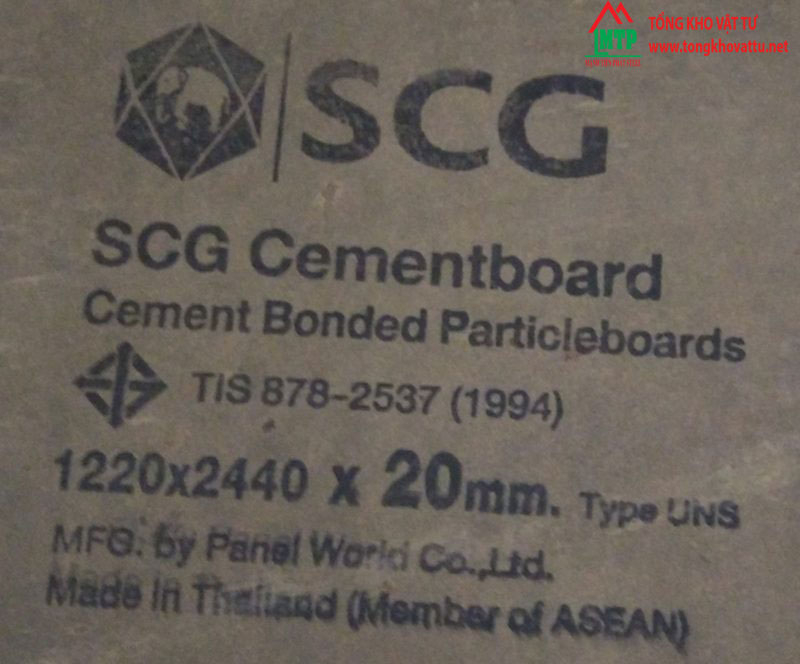 NTP
TỔNG KHO VẬT TƯ
www.tongkhovattu.net
SCG
SCG Cementboard
Cement Bonded Particleboards
TIS 878-2537 (1994)
1220x2440 x 20mm. Type UNS
MFG. by Panel World Co.,Ltd.
Made in Thailand (Member of ASEAN)